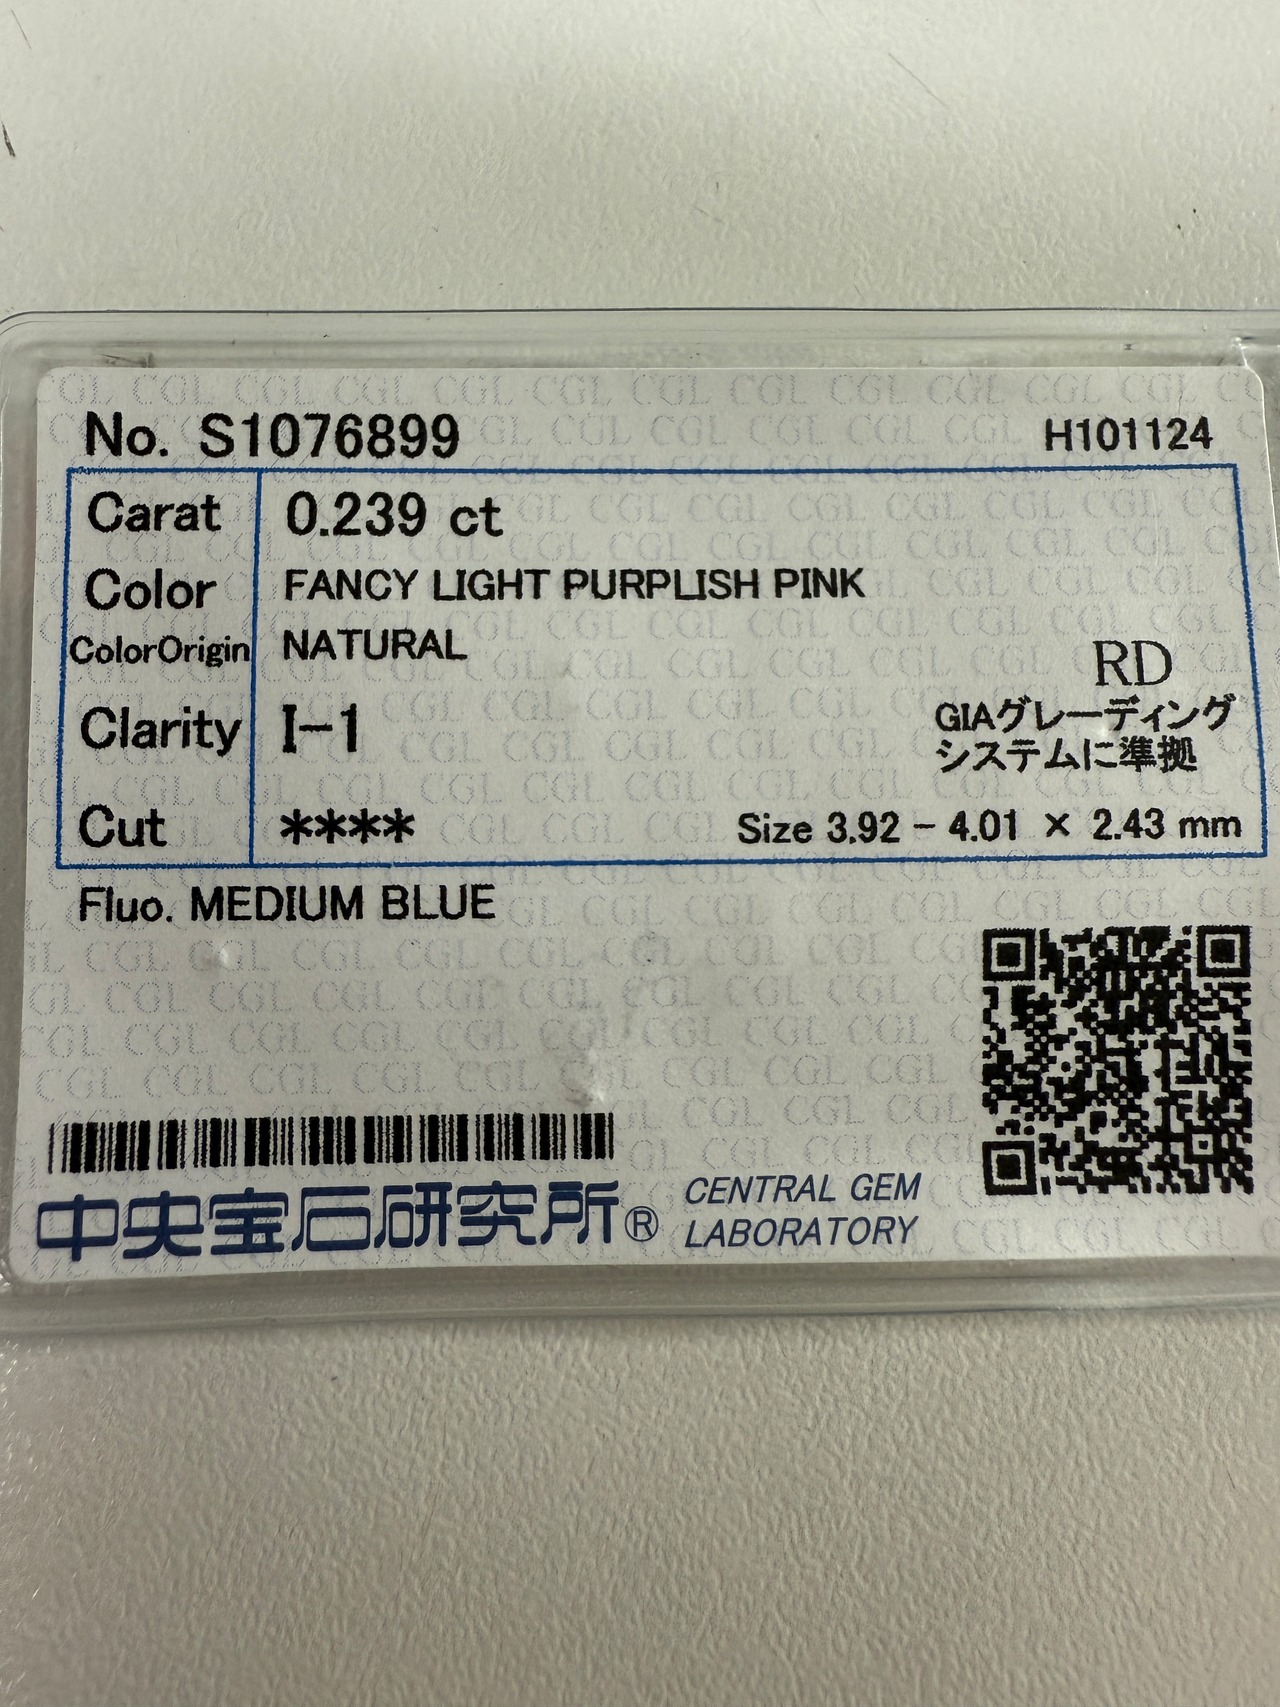 No. S1076899
H101124
Carat 0.239 ct
Color FANCY LIGHT PURPLISH PINK
ColorOrigin NATURAL
RD
Clarity I-1
GIAグレーディング
システムに準拠
Cut ****
Size 3.92 - 4.01 × 2.43 mm
Fluo. MEDIUM BLUE
中央宝石研究所®
CENTRAL GEM
LABORATORY